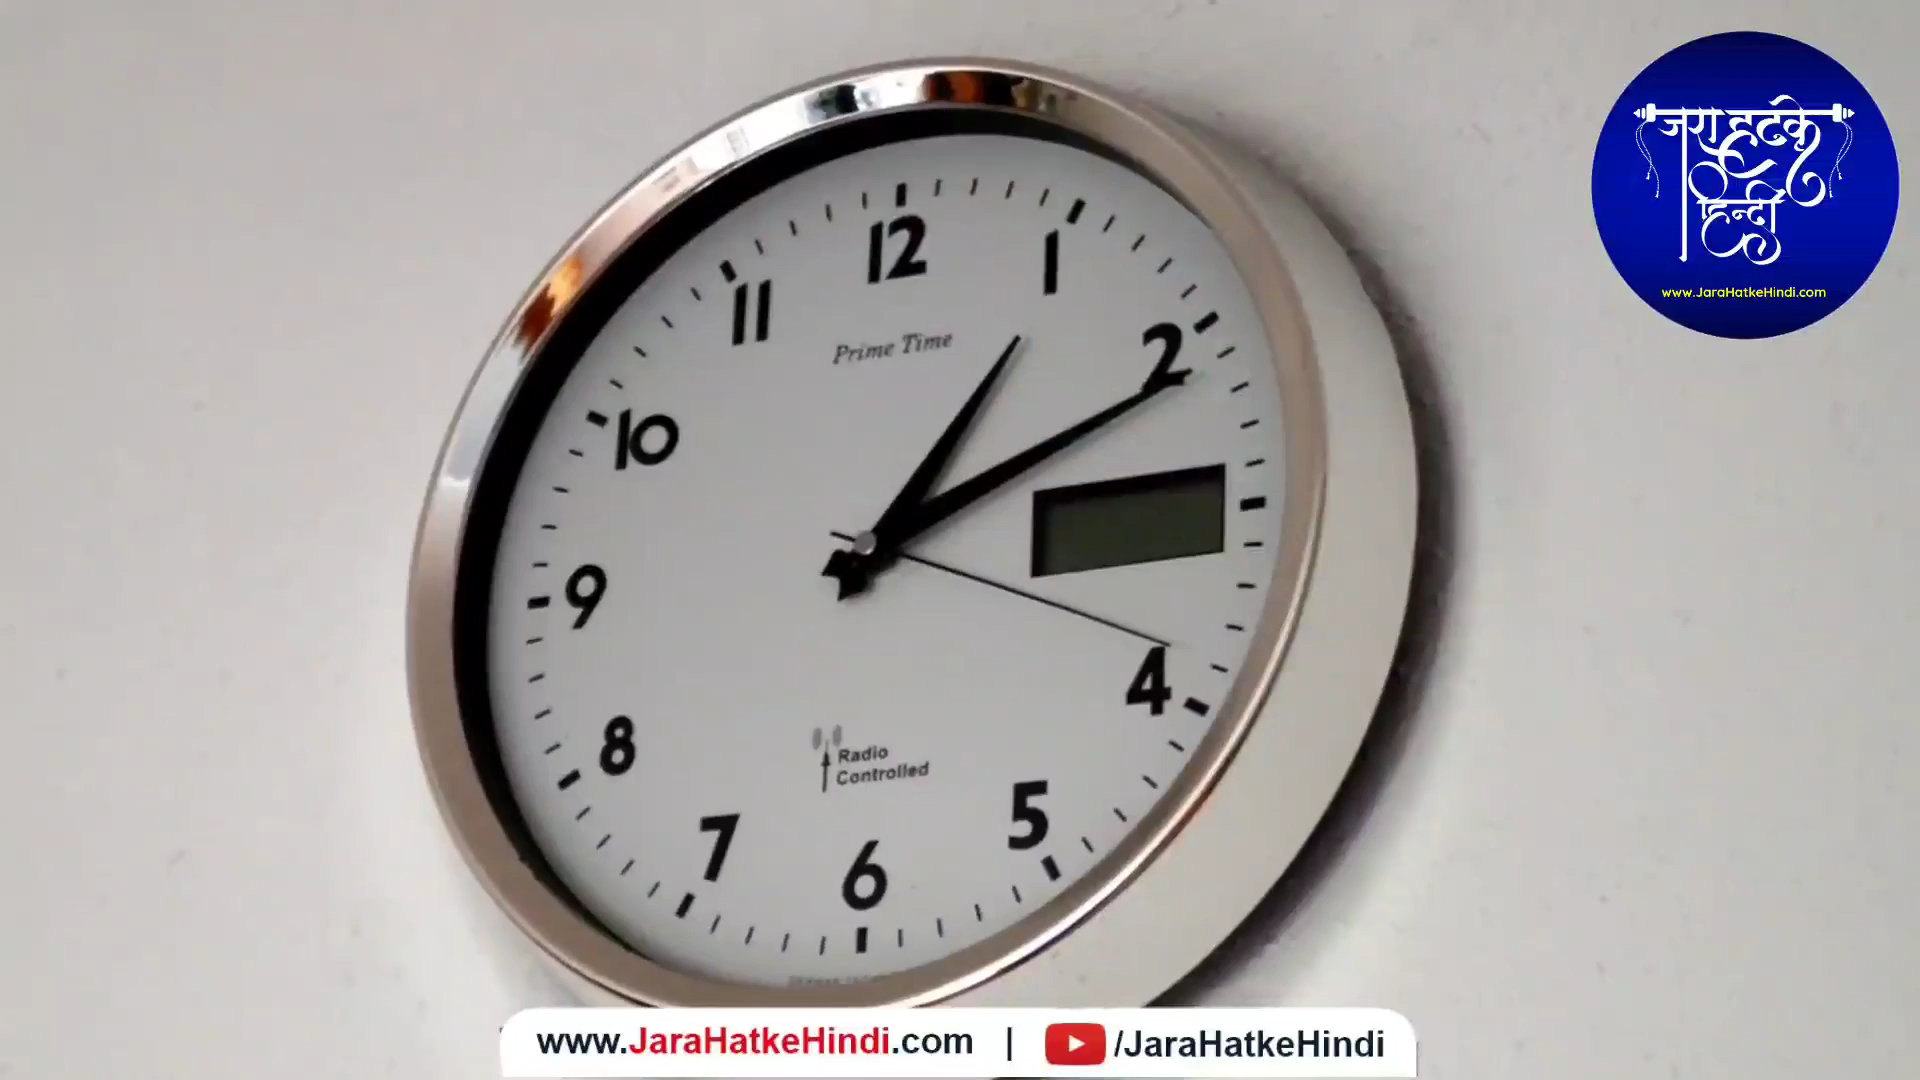 जरा हटके
हिन्दी
www.JaraHatkeHindi.com
12
1
11
2
Prime Time
10
9
4
8
Radio
Controlled
5
7
6
www.JaraHatkeHindi.com | /JaraHatkeHindi